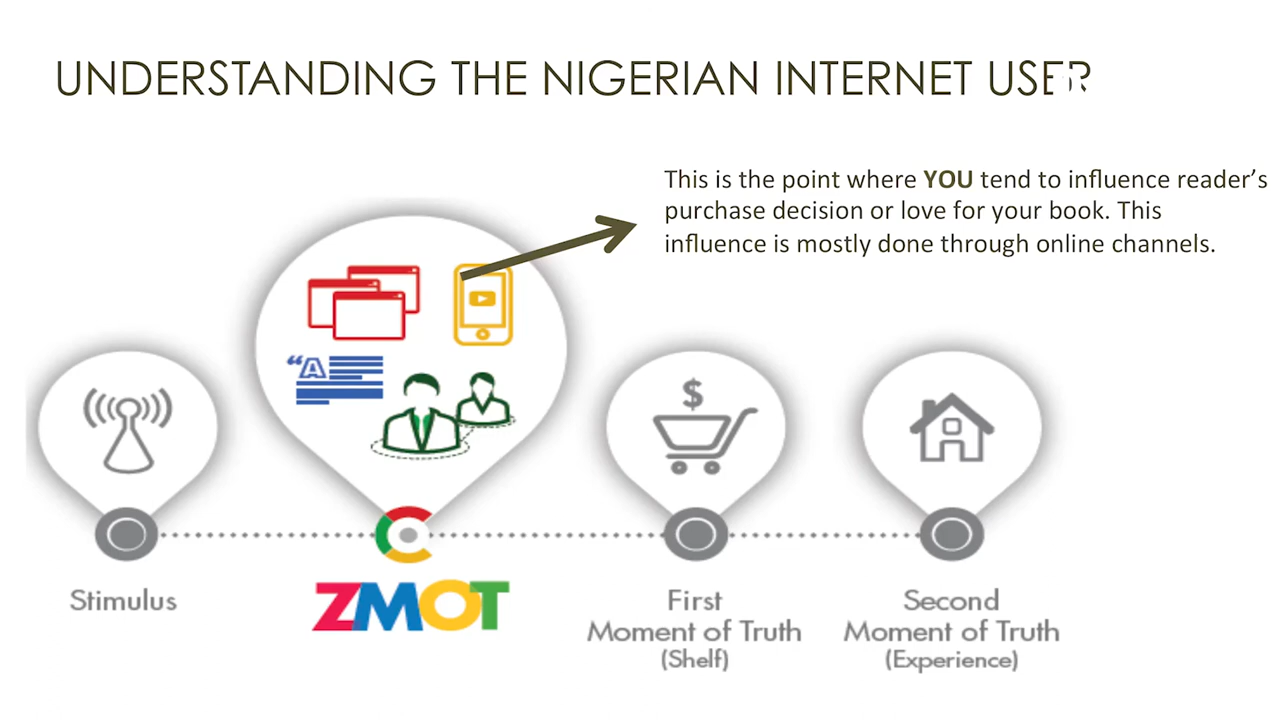 UNDERSTANDING THE NIGERIAN INTERNET USER
This is the point where YOU tend to influence reader’s
purchase decision or love for your book. This
influence is mostly done through online channels.
“A
$
Stimulus
ZMOT
First
Moment of Truth
(Shelf)
Second
Moment of Truth
(Experience)